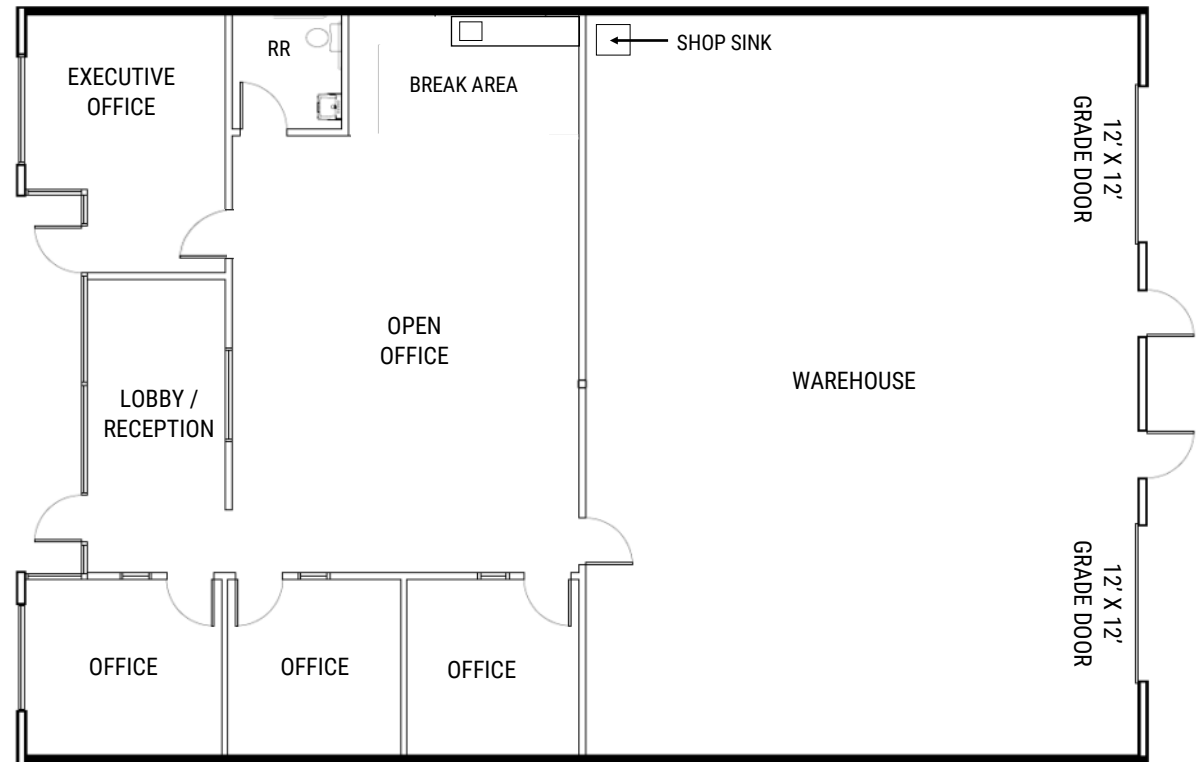 RR
SHOP SINK
EXECUTIVE
OFFICE
BREAK AREA
12’ X 12’
GRADE DOOR
OPEN
OFFICE
WAREHOUSE
LOBBY /
RECEPTION
12’ X 12’
GRADE DOOR
OFFICE
OFFICE
OFFICE